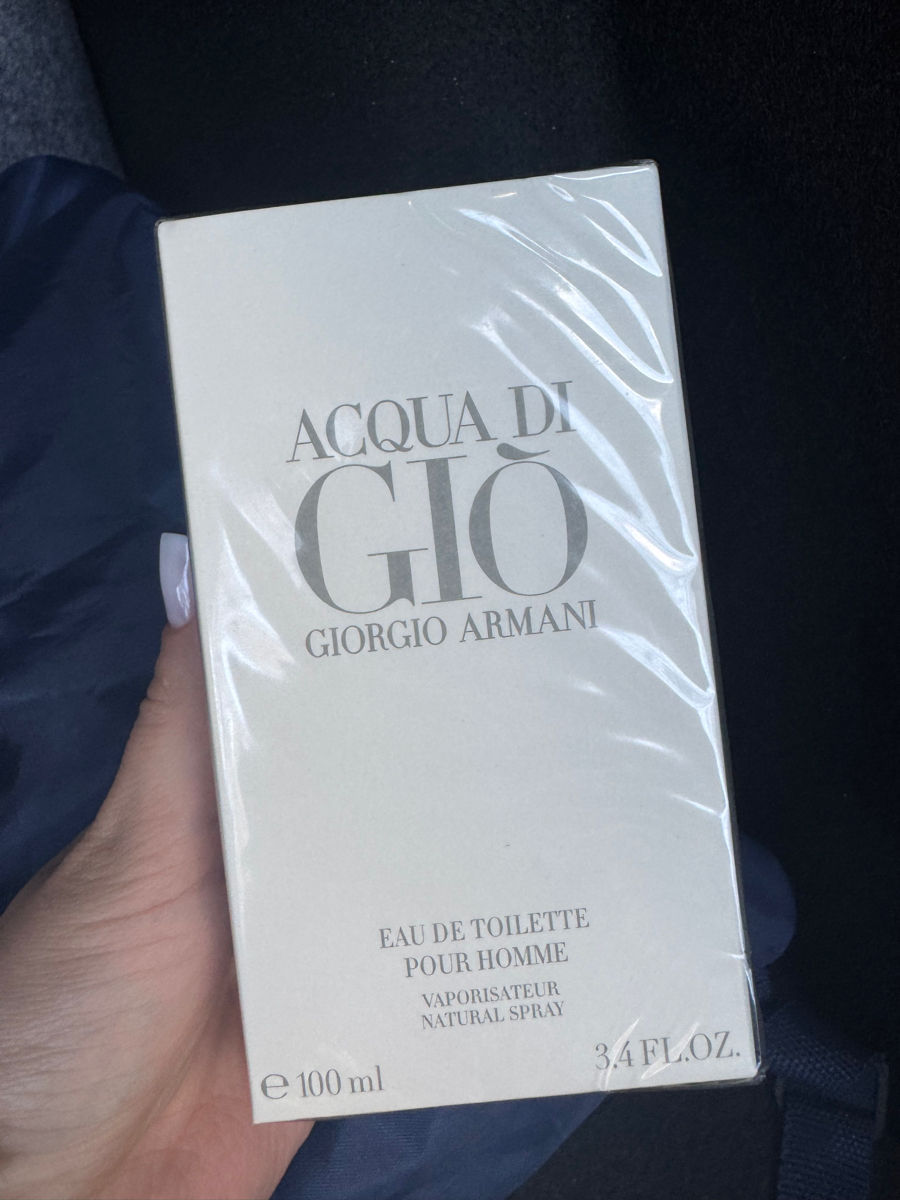 ACQUA DI
GIÒ
GIORGIO ARMANI
EAU DE TOILETTE
POUR HOMME
VAPORISATEUR
NATURAL SPRAY
℮ 100 ml
3.4 FL.OZ.